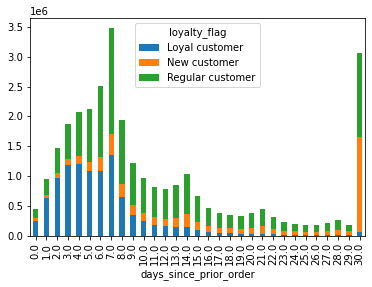 1e6
loyalty_flag
Loyal customer
New customer
Regular customer
3.5
3.0
2.5
2.0
1.5
1.0
0.5
0.0
0.0 1.0 2.0 3.0 4.0 5.0 6.0 7.0 8.0 9.0 10.0 11.0 12.0 13.0 14.0 15.0 16.0 17.0 18.0 19.0 20.0 21.0 22.0 23.0 24.0 25.0 26.0 27.0 28.0 29.0 30.0
days_since_prior_order